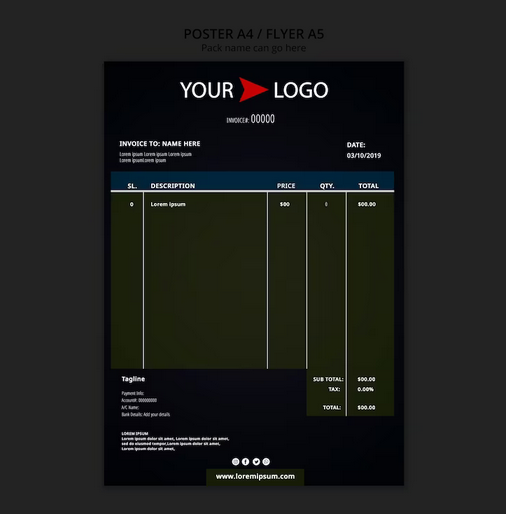 POSTER A4 / FLYER A5
Pack name can go here
YOUR LOGO
INVOICE#: 00000
INVOICE TO: NAME HERE
Lorem Ipsum Lorem Ipsum Lorem Ipsum
Lorem IpsumLorem Ipsum
DATE:
03/10/2019
SL. DESCRIPTION PRICE QTY. TOTAL
0 Lorem Ipsum $00 0 $00.00
Tagline
Payment Info:
Account#: 000000000
A/C Name:
Bank Details: Add your details
SUB TOTAL: $00.00
TAX: 0.00%
TOTAL: $00.00
LOREM IPSUM
Lorem ipsum dolor sit amet, Lorem ipsum dolor sit amet,
sed do eiusmod tempor,Lorem ipsum dolor sit amet,
Lorem ipsum dolor sit amet,
www.loremipsum.com